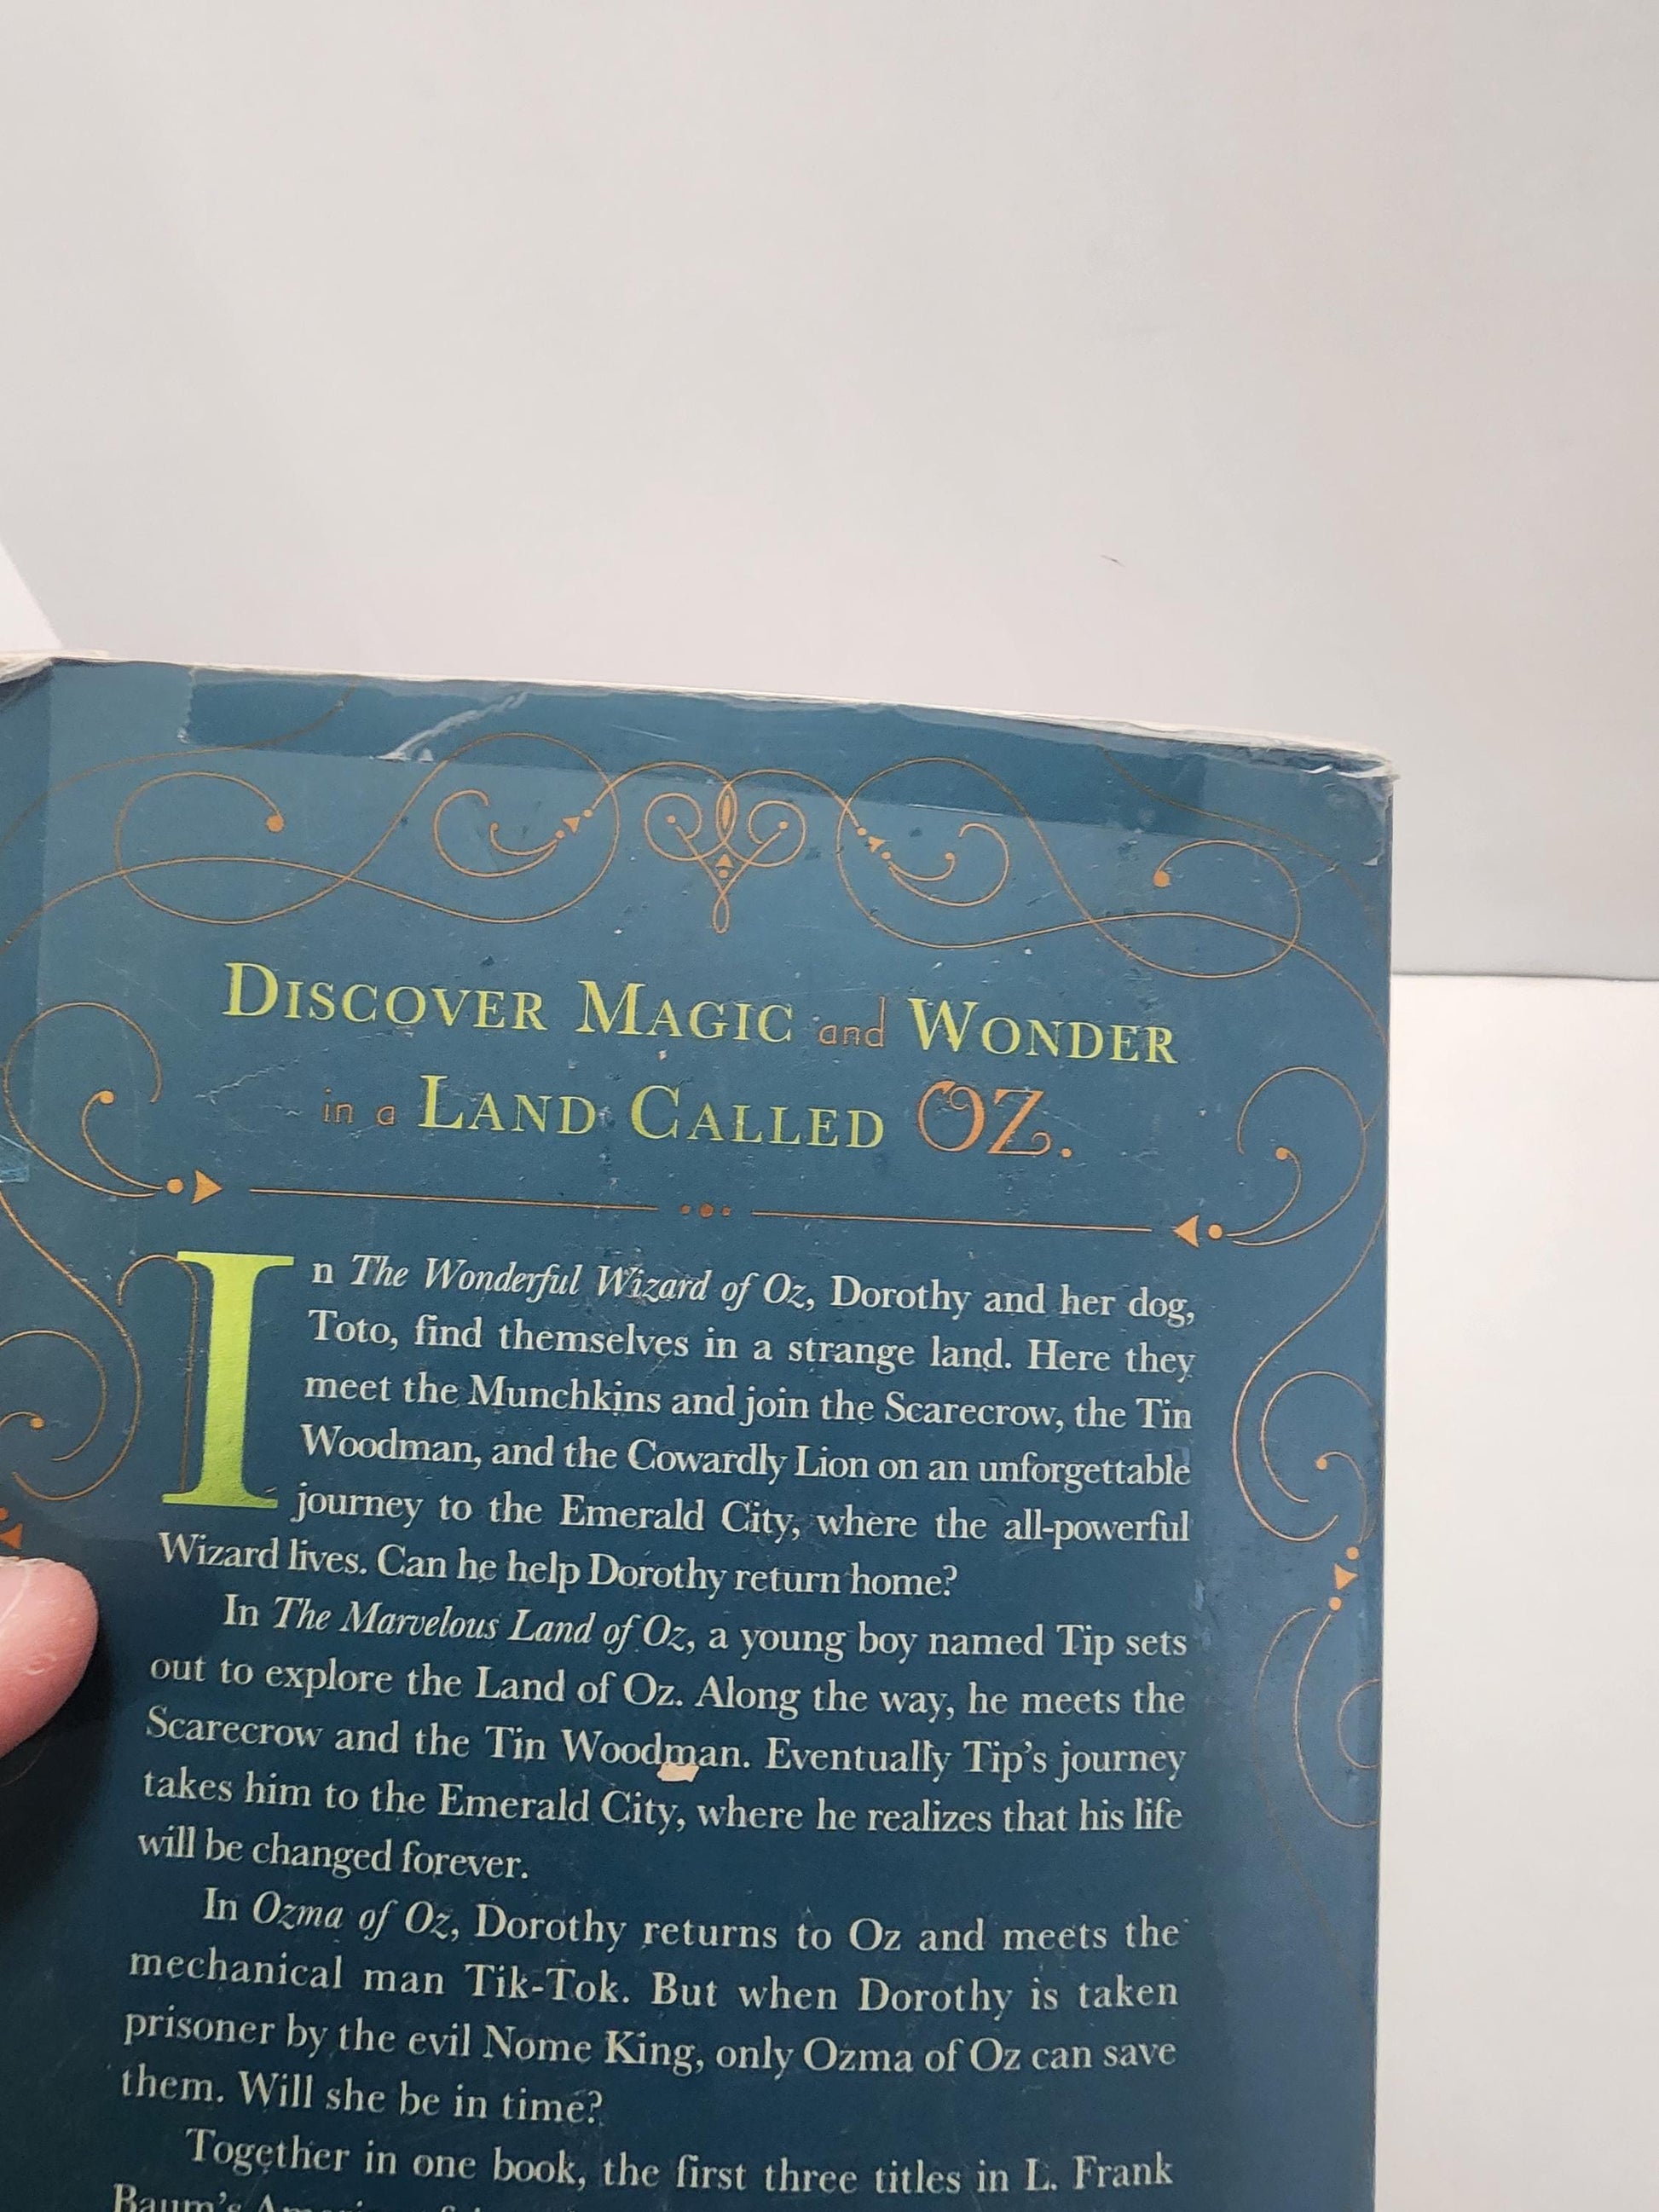 DISCOVER MAGIC and WONDER
in a LAND CALLED OZ.
In The Wonderful Wizard of Oz, Dorothy and her dog,
Toto, find themselves in a strange land. Here they
meet the Munchkins and join the Scarecrow, the Tin
Woodman, and the Cowardly Lion on an unforgettable
journey to the Emerald City, where the all-powerful
Wizard lives. Can he help Dorothy return home?
In The Marvelous Land of Oz, a young boy named Tip sets
out to explore the Land of Oz. Along the way, he meets the
Scarecrow and the Tin Woodman. Eventually Tip's journey
takes him to the Emerald City, where he realizes that his life
will be changed forever.
In Ozma of Oz, Dorothy returns to Oz and meets the
mechanical man Tik-Tok. But when Dorothy is taken
prisoner by the evil Nome King, only Ozma of Oz can save
them. Will she be in time?
Together in one book, the first three titles in L. Frank
Baum's